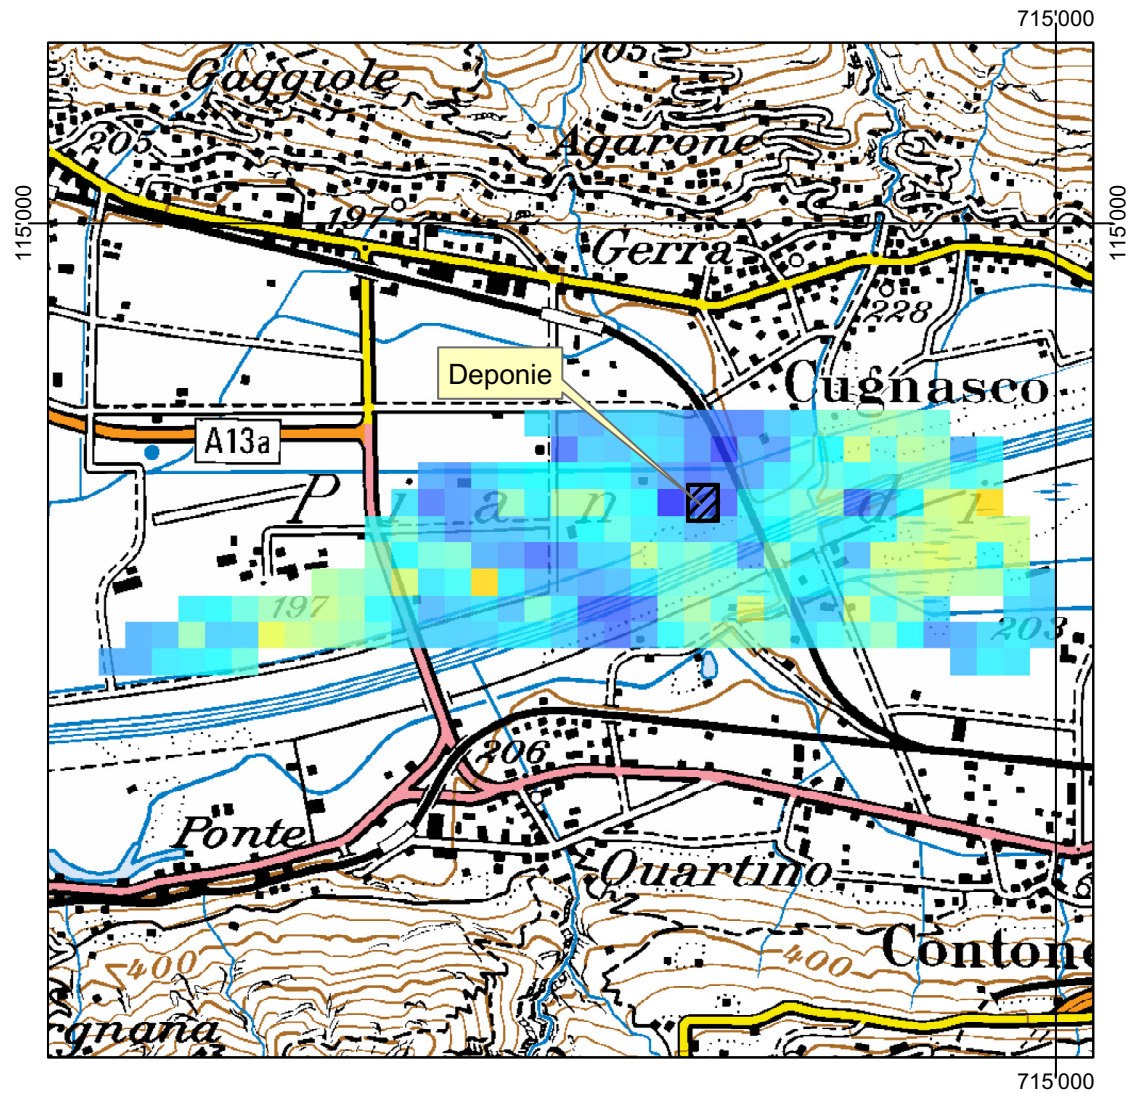 715'000
705
Gaggiole
205
Agarone
115'000
115'000
197
Gerra
228
Deponie
Cugnasco
A13a
P i a n d i
197
203
206
Ponte
Quartino
400
400
Contone
gnana
715'000